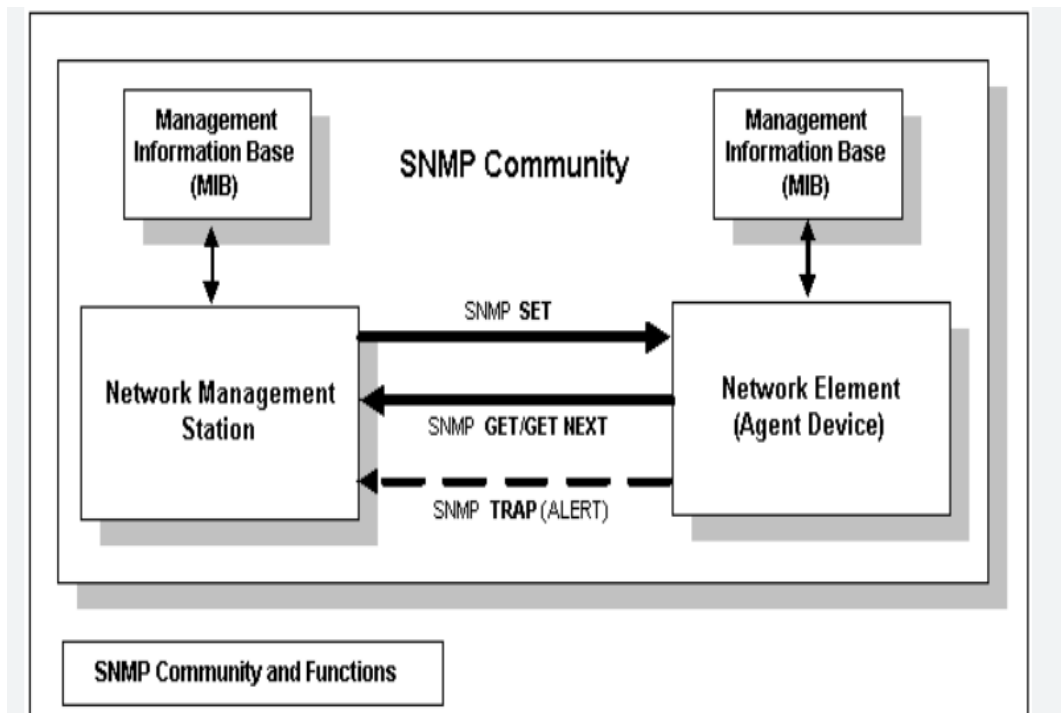 Management
Information Base
(MIB)
SNMP Community
Management
Information Base
(MIB)
SNMP SET
Network Management
Station
SNMP GET/GET NEXT
SNMP TRAP (ALERT)
Network Element
(Agent Device)
SNMP Community and Functions